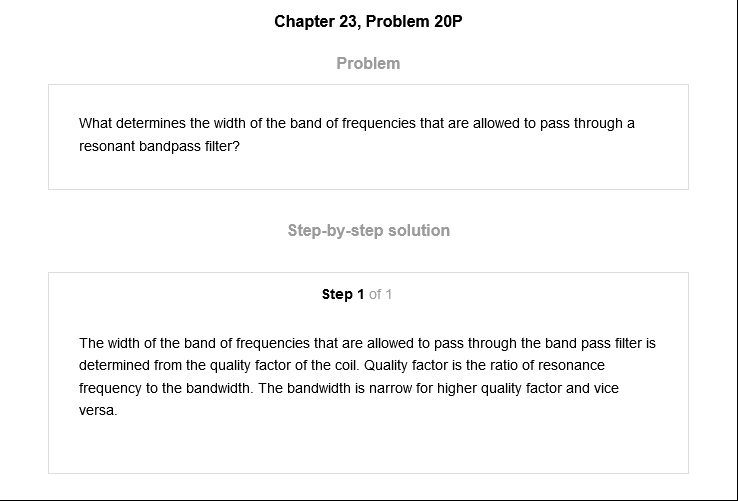 Chapter 23, Problem 20P
Problem
What determines the width of the band of frequencies that are allowed to pass through a
resonant bandpass filter?
Step-by-step solution
Step 1 of 1
The width of the band of frequencies that are allowed to pass through the band pass filter is
determined from the quality factor of the coil. Quality factor is the ratio of resonance
frequency to the bandwidth. The bandwidth is narrow for higher quality factor and vice
versa.